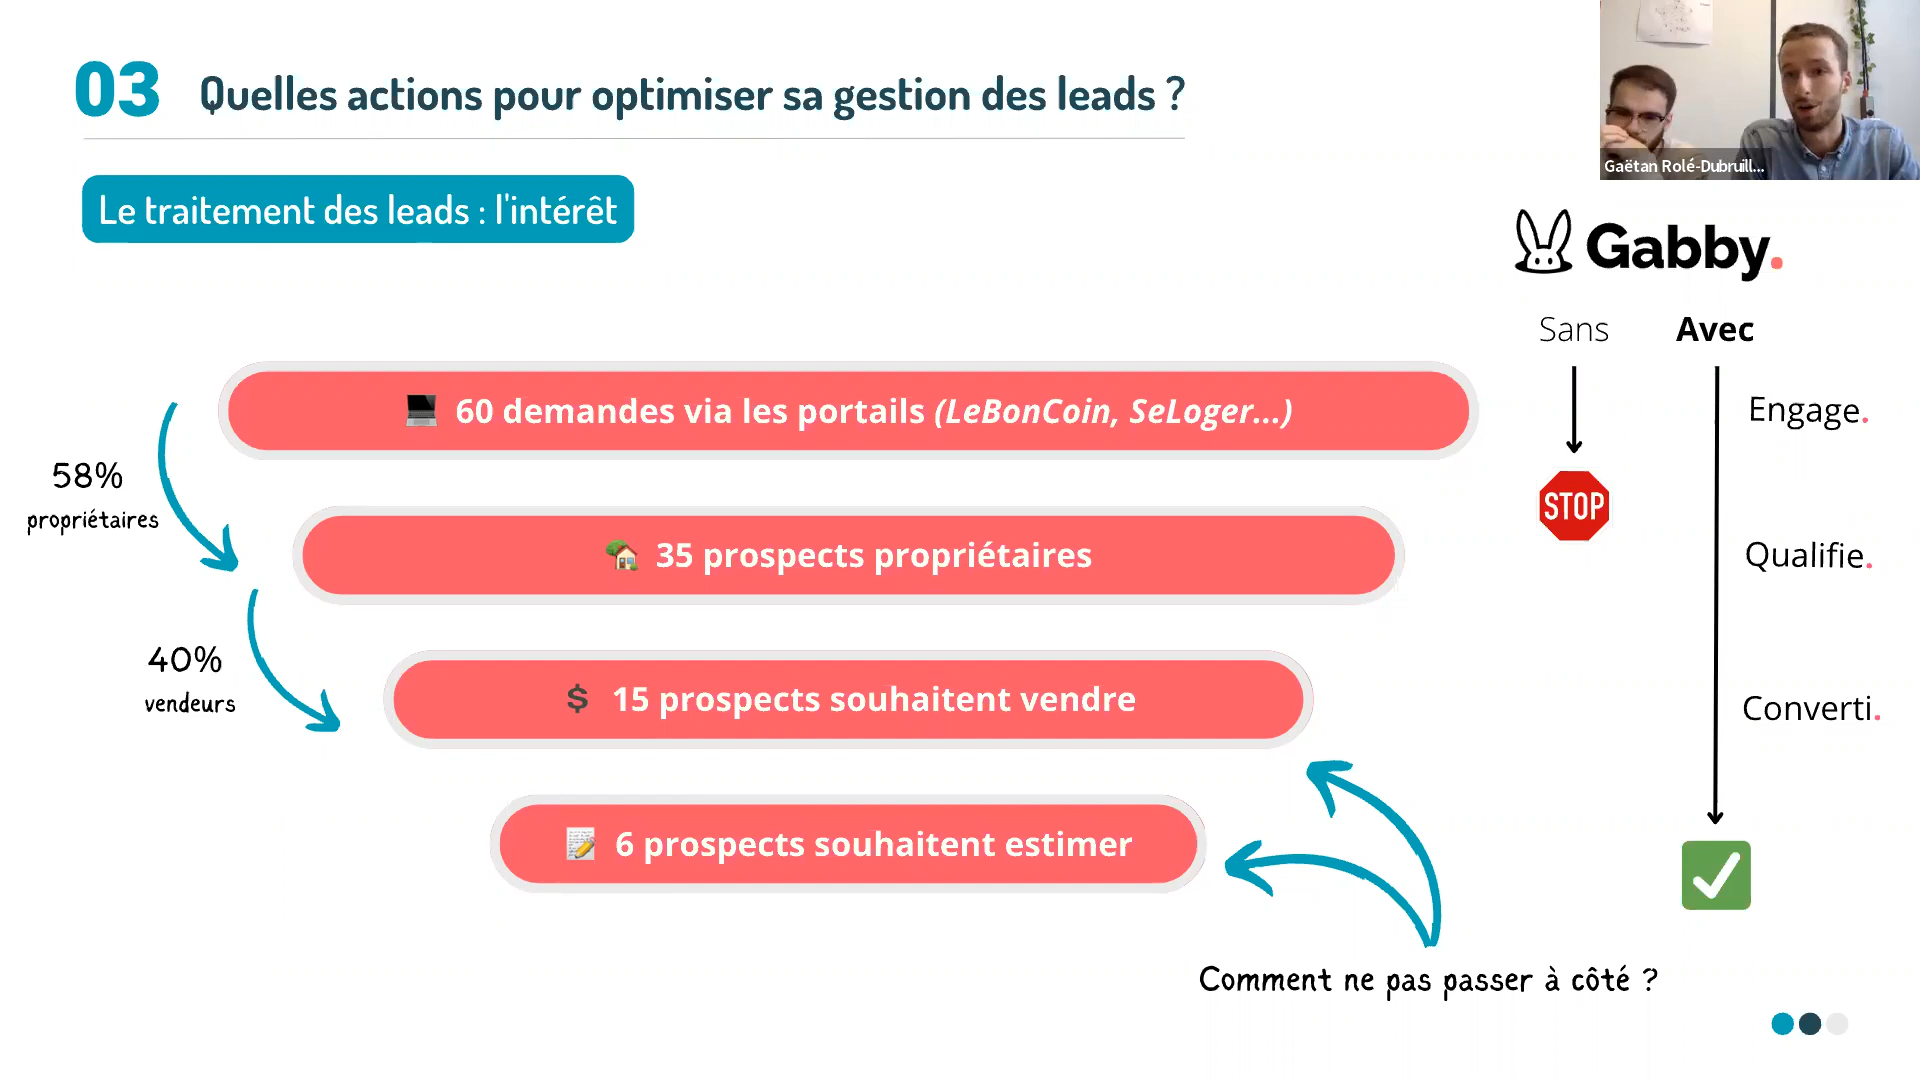 03 Quelles actions pour optimiser sa gestion des leads ?
Gaëtan Rolé-Dubruill...
Le traitement des leads : l'intérêt
Gabby.
Sans Avec
60 demandes via les portails (LeBonCoin, SeLoger...)
Engage.
58%
propriétaires
STOP
35 prospects propriétaires
Qualifie.
40%
vendeurs
$ 15 prospects souhaitent vendre
Converti.
6 prospects souhaitent estimer
Comment ne pas passer à côté ?